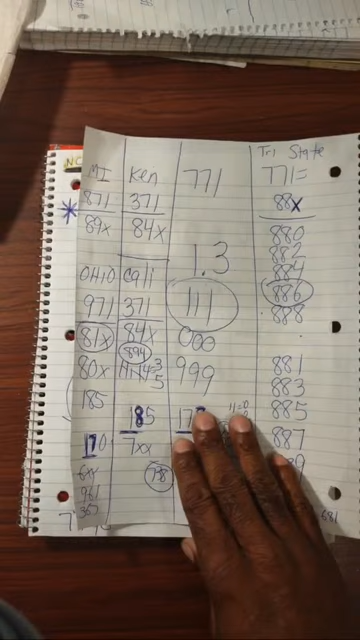 MI
871
89x
OHIO
971
81x
80x
185
170
Ken
371
84x
Cali
371
84x
894
185
7xx
78
771
1.3
111
000
999
Tri State
771=
88x
880
882
884
886
888
881
883
885
887